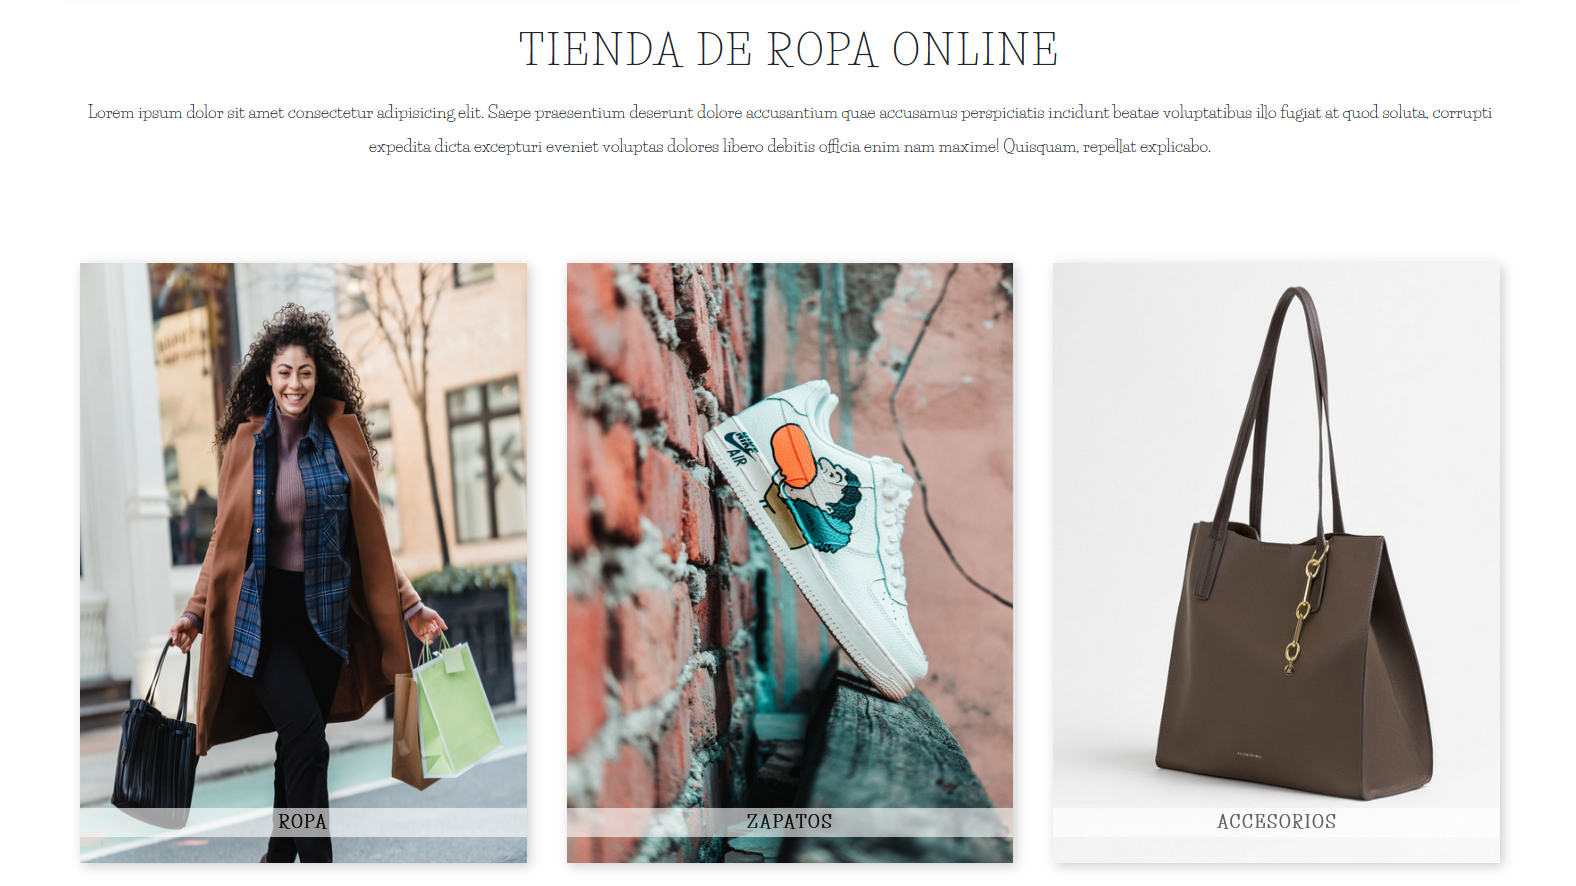 TIENDA DE ROPA ONLINE
Lorem ipsum dolor sit amet consectetur adipisicing elit. Saepe praesentium deserunt dolore accusantium quae accusamus perspiciatis incidunt beatae voluptatibus illo fugiat at quod soluta, corrupti
expedita dicta excepturi eveniet voluptas dolores libero debitis officia enim nam maxime! Quisquam, repellat explicabo.
NIKE
AIR
ROPA
ZAPATOS
ACCESORIOS